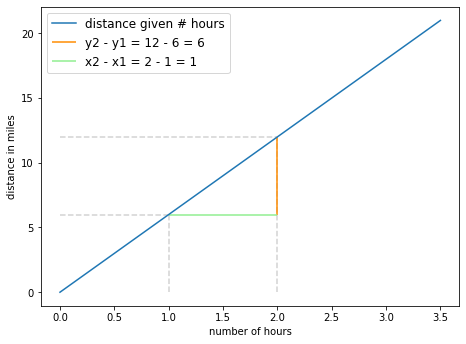 distance given # hours
y2 - y1 = 12 - 6 = 6
x2 - x1 = 2 - 1 = 1
20
15
10
5
0
distance in miles
0.0 0.5 1.0 1.5 2.0 2.5 3.0 3.5
number of hours